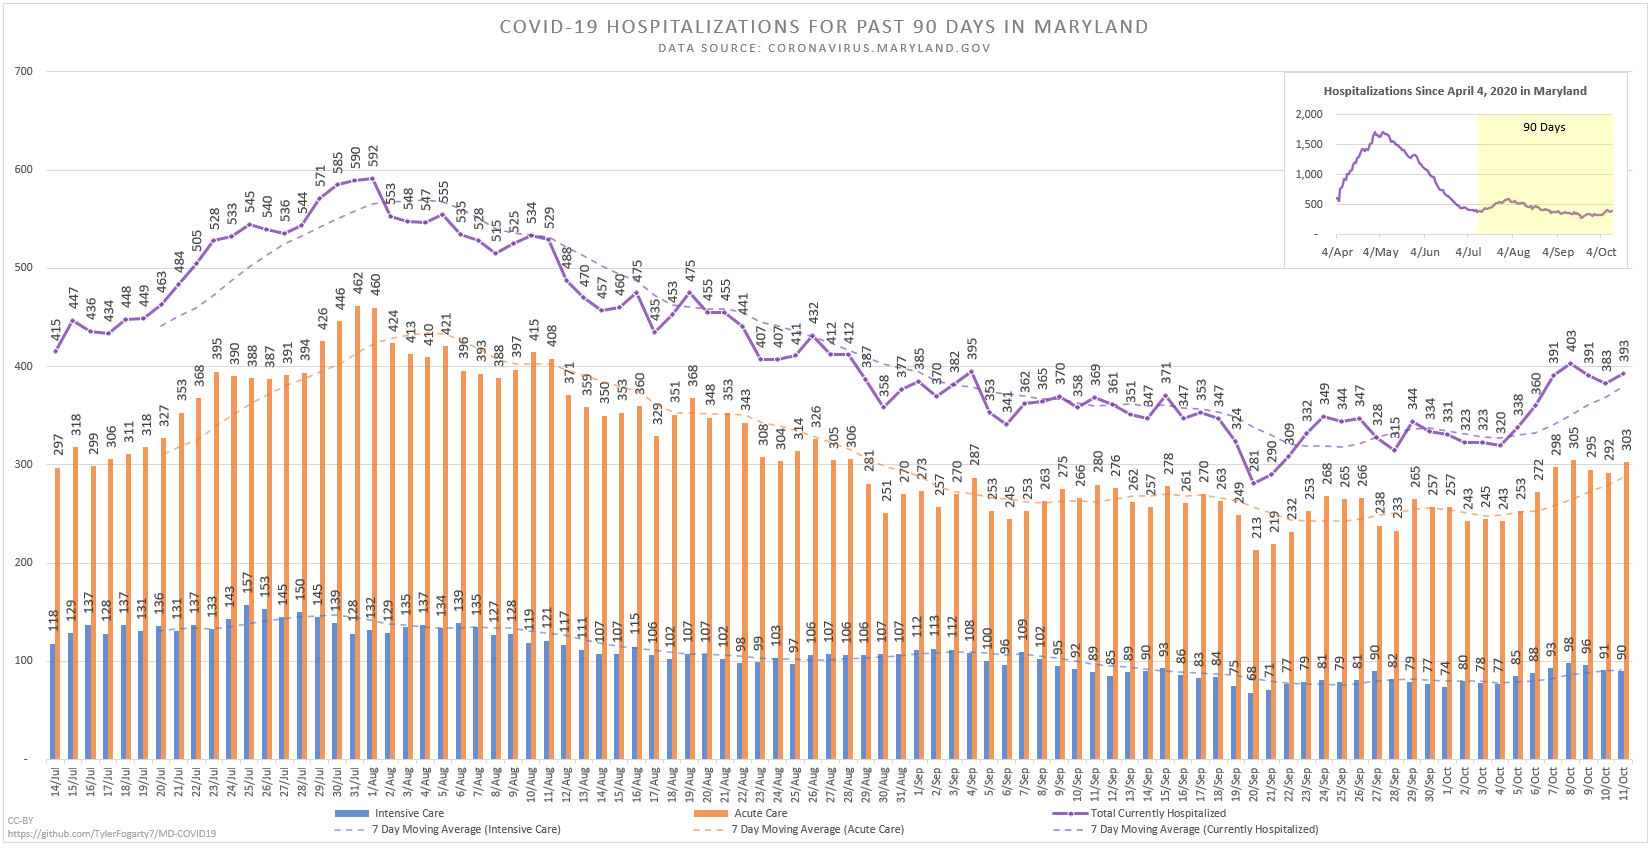 COVID-19 HOSPITALIZATIONS FOR PAST 90 DAYS IN MARYLAND
DATA SOURCE: CORONAVIRUS.MARYLAND.GOV
700
600
500
400
300
200
100
-
415 447 436 434 448 449 463 484 505 528 533 545 540 536 544 571 585 590 592 553 548 547 555 535 528 515 525 534 529 488 470 457 460 475 435 453 475 455 455 441 407 407 411 432 412 412 387 358 377 385 370 382 395 353 341 362 365 370 358 369 361 351 347 371 347 353 347 324 281 290 309 332 349 344 347 328 315 344 334 331 323 323 320 338 360 391 403 391 383 393
297 318 299 306 311 318 327 353 368 395 390 388 387 391 394 426 446 462 460 424 413 410 421 396 393 388 397 415 408 371 359 350 353 360 329 351 368 348 353 343 308 304 314 326 305 306 281 251 270 273 257 270 287 253 245 253 263 275 266 280 276 262 257 278 261 270 263 249 213 219 232 253 268 265 266 238 233 265 257 257 243 245 243 253 272 298 305 295 292 303
118 129 137 128 137 131 136 131 137 133 143 157 153 145 150 145 139 128 132 129 135 137 134 139 135 127 128 119 121 117 111 107 107 115 106 102 107 107 102 98 99 103 97 106 107 106 106 107 107 112 113 112 108 100 96 109 102 95 92 89 85 89 90 93 86 83 84 75 68 71 77 79 81 79 81 90 82 79 77 74 80 78 77 85 88 93 98 96 91 90
14/Jul 15/Jul 16/Jul 17/Jul 18/Jul 19/Jul 20/Jul 21/Jul 22/Jul 23/Jul 24/Jul 25/Jul 26/Jul 27/Jul 28/Jul 29/Jul 30/Jul 31/Jul 1/Aug 2/Aug 3/Aug 4/Aug 5/Aug 6/Aug 7/Aug 8/Aug 9/Aug 10/Aug 11/Aug 12/Aug 13/Aug 14/Aug 15/Aug 16/Aug 17/Aug 18/Aug 19/Aug 20/Aug 21/Aug 22/Aug 23/Aug 24/Aug 25/Aug 26/Aug 27/Aug 28/Aug 29/Aug 30/Aug 31/Aug 1/Sep 2/Sep 3/Sep 4/Sep 5/Sep 6/Sep 7/Sep 8/Sep 9/Sep 10/Sep 11/Sep 12/Sep 13/Sep 14/Sep 15/Sep 16/Sep 17/Sep 18/Sep 19/Sep 20/Sep 21/Sep 22/Sep 23/Sep 24/Sep 25/Sep 26/Sep 27/Sep 28/Sep 29/Sep 30/Sep 1/Oct 2/Oct 3/Oct 4/Oct 5/Oct 6/Oct 7/Oct 8/Oct 9/Oct 10/Oct 11/Oct
Hospitalizations Since April 4, 2020 in Maryland
2,000
1,500
1,000
500
-
90 Days
4/Apr 4/May 4/Jun 4/Jul 4/Aug 4/Sep 4/Oct
Intensive Care Acute Care Total Currently Hospitalized
7 Day Moving Average (Intensive Care) 7 Day Moving Average (Acute Care) 7 Day Moving Average (Currently Hospitalized)
CC-BY
https://github.com/TylerFogarty7/MD-COVID19